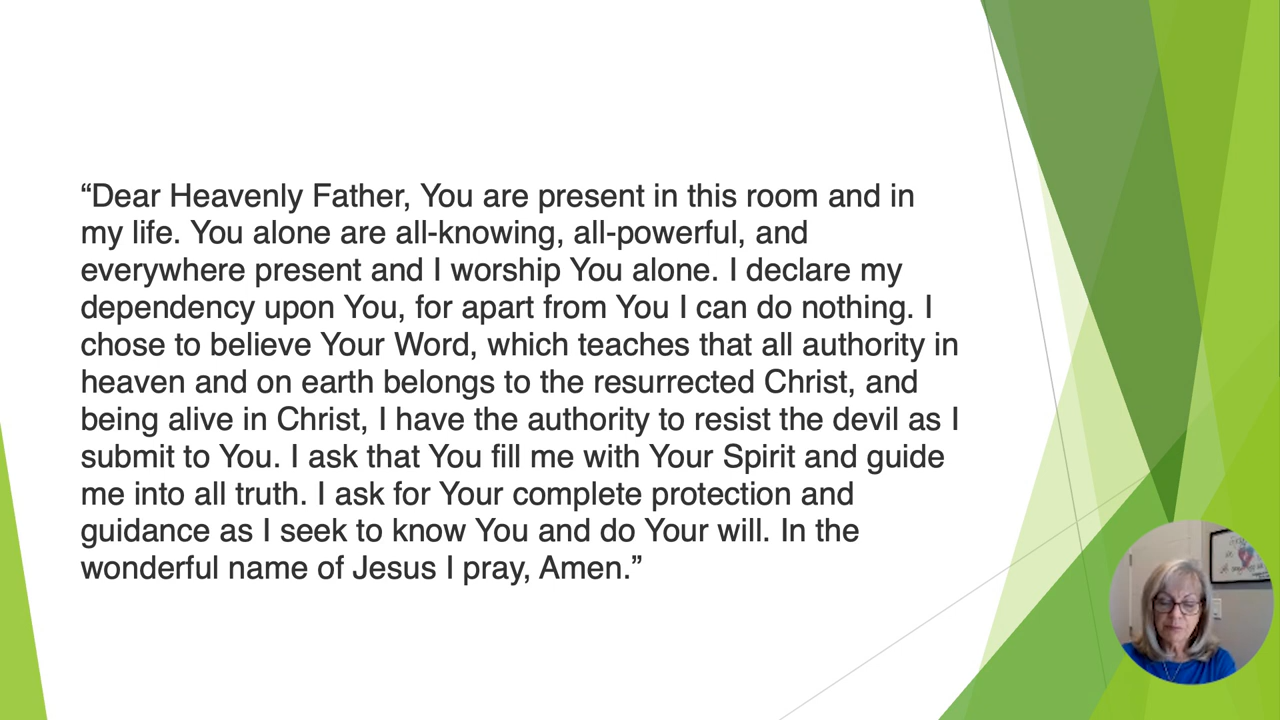 “Dear Heavenly Father, You are present in this room and in
my life. You alone are all-knowing, all-powerful, and
everywhere present and I worship You alone. I declare my
dependency upon You, for apart from You I can do nothing. I
chose to believe Your Word, which teaches that all authority in
heaven and on earth belongs to the resurrected Christ, and
being alive in Christ, I have the authority to resist the devil as I
submit to You. I ask that You fill me with Your Spirit and guide
me into all truth. I ask for Your complete protection and
guidance as I seek to know You and do Your will. In the
wonderful name of Jesus I pray, Amen.”